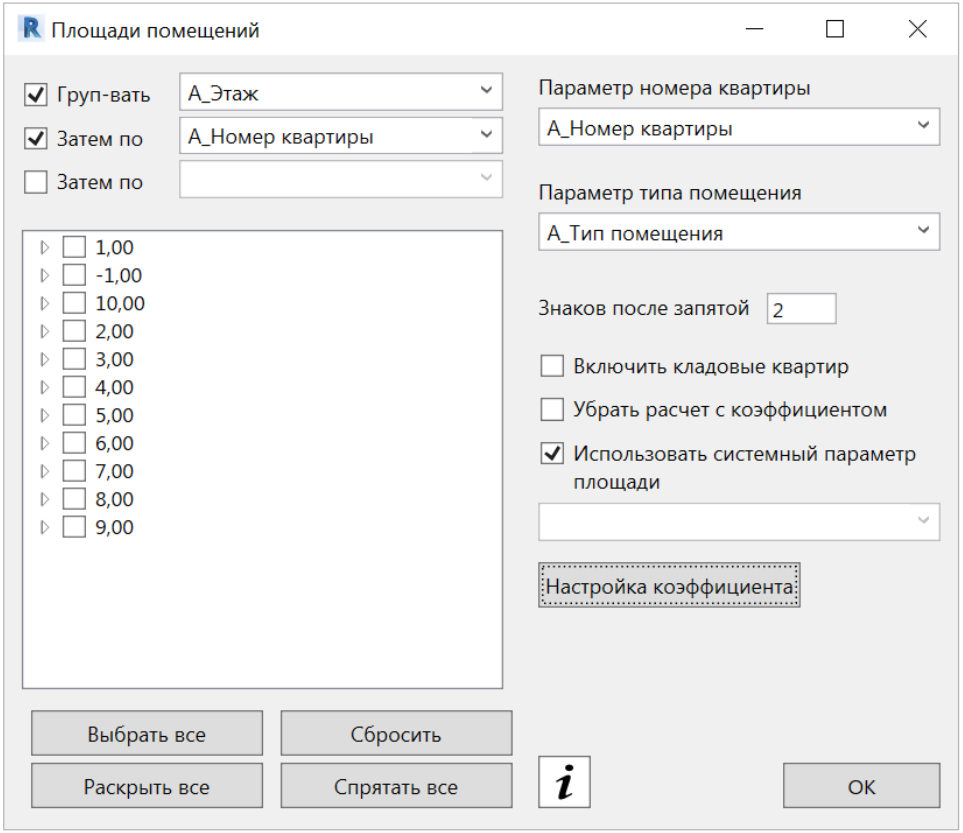 Площади помещений
Груп-вать
А_Этаж
Затем по
А_Номер квартиры
Затем по
1,00
-1,00
10,00
2,00
3,00
4,00
5,00
6,00
7,00
8,00
9,00
Выбрать все
Сбросить
Раскрыть все
Спрятать все
Параметр номера квартиры
А_Номер квартиры
Параметр типа помещения
А_Тип помещения
Знаков после запятой
2
Включить кладовые квартир
Убрать расчет с коэффициентом
Использовать системный параметр
площади
Настройка коэффициента
i
ОК